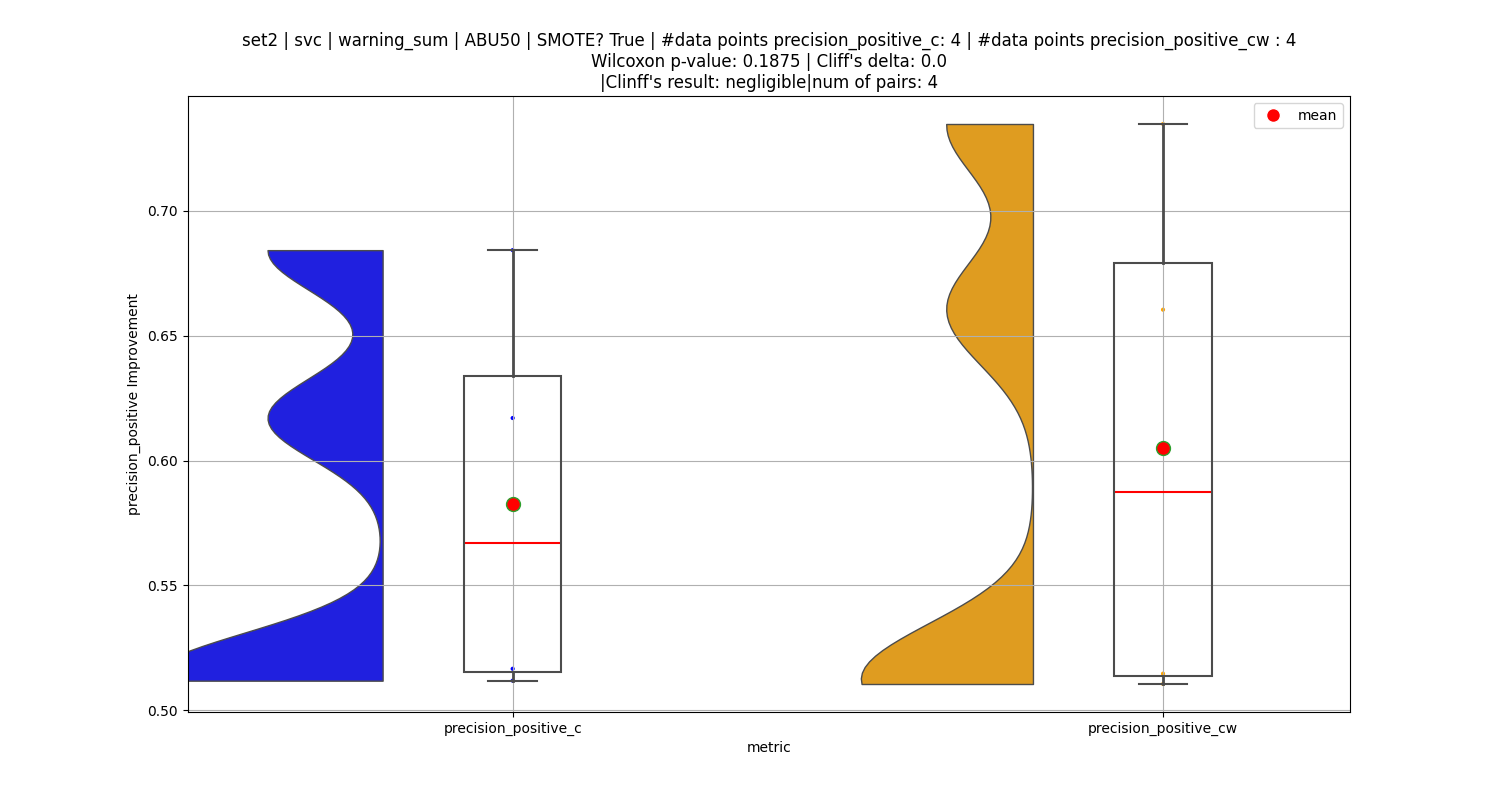 set2 | svc | warning_sum | ABU50 | SMOTE? True | #data points precision_positive_c: 4 | #data points precision_positive_cw : 4
Wilcoxon p-value: 0.1875 | Cliff's delta: 0.0
|Clinff's result: negligible|num of pairs: 4
mean
precision_positive Improvement
0.70
0.65
0.60
0.55
0.50
precision_positive_c
precision_positive_cw
metric